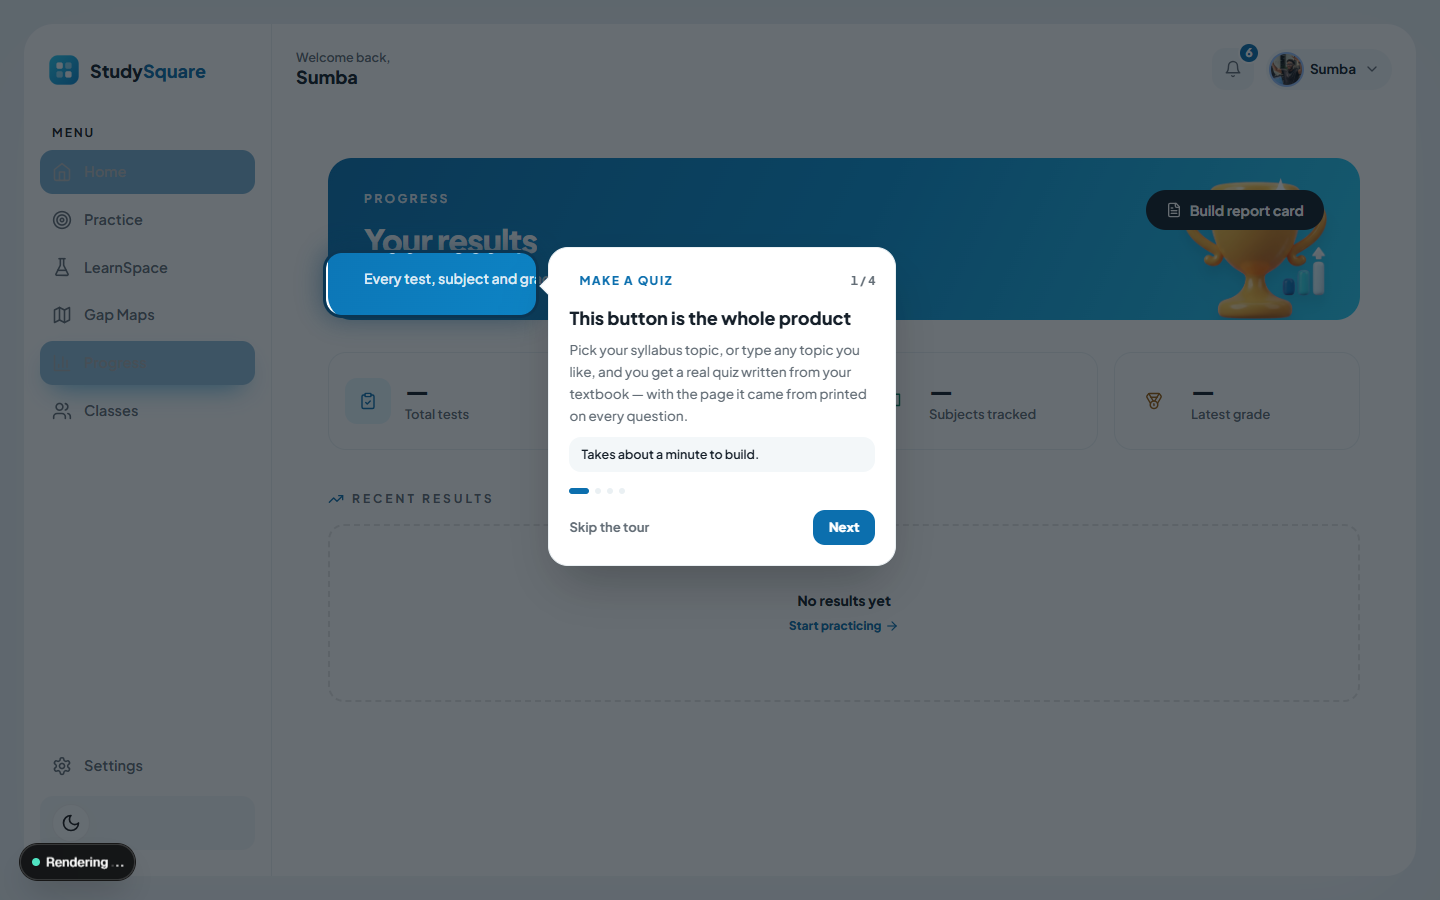 StudySquare
Welcome back,
Sumba
6
Sumba
MENU
Home
Practice
LearnSpace
Gap Maps
Classes
Settings
Rendering ...
PROGRESS
Your results
Every test, subject and gra
Build report card
MAKE A QUIZ
1/4
This button is the whole product
Pick your syllabus topic, or type any topic you
like, and you get a real quiz written from your
textbook — with the page it came from printed
on every question.
Takes about a minute to build.
Skip the tour
Next
—
Total tests
—
Subjects tracked
—
Latest grade
RECENT RESULTS
No results yet
Start practicing →